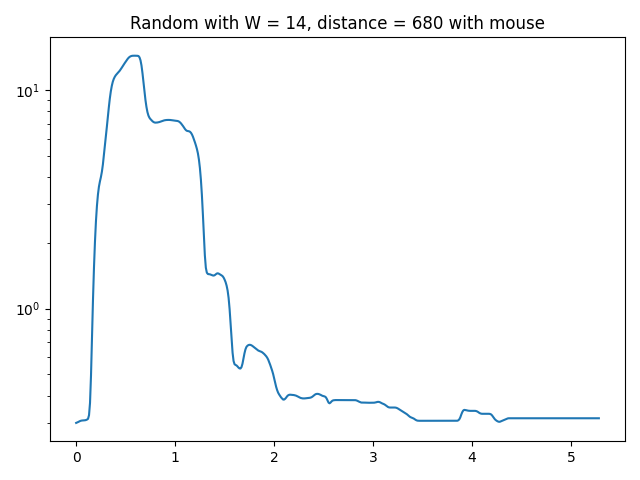 Random with W = 14, distance = 680 with mouse
10¹
10⁰
0 1 2 3 4 5